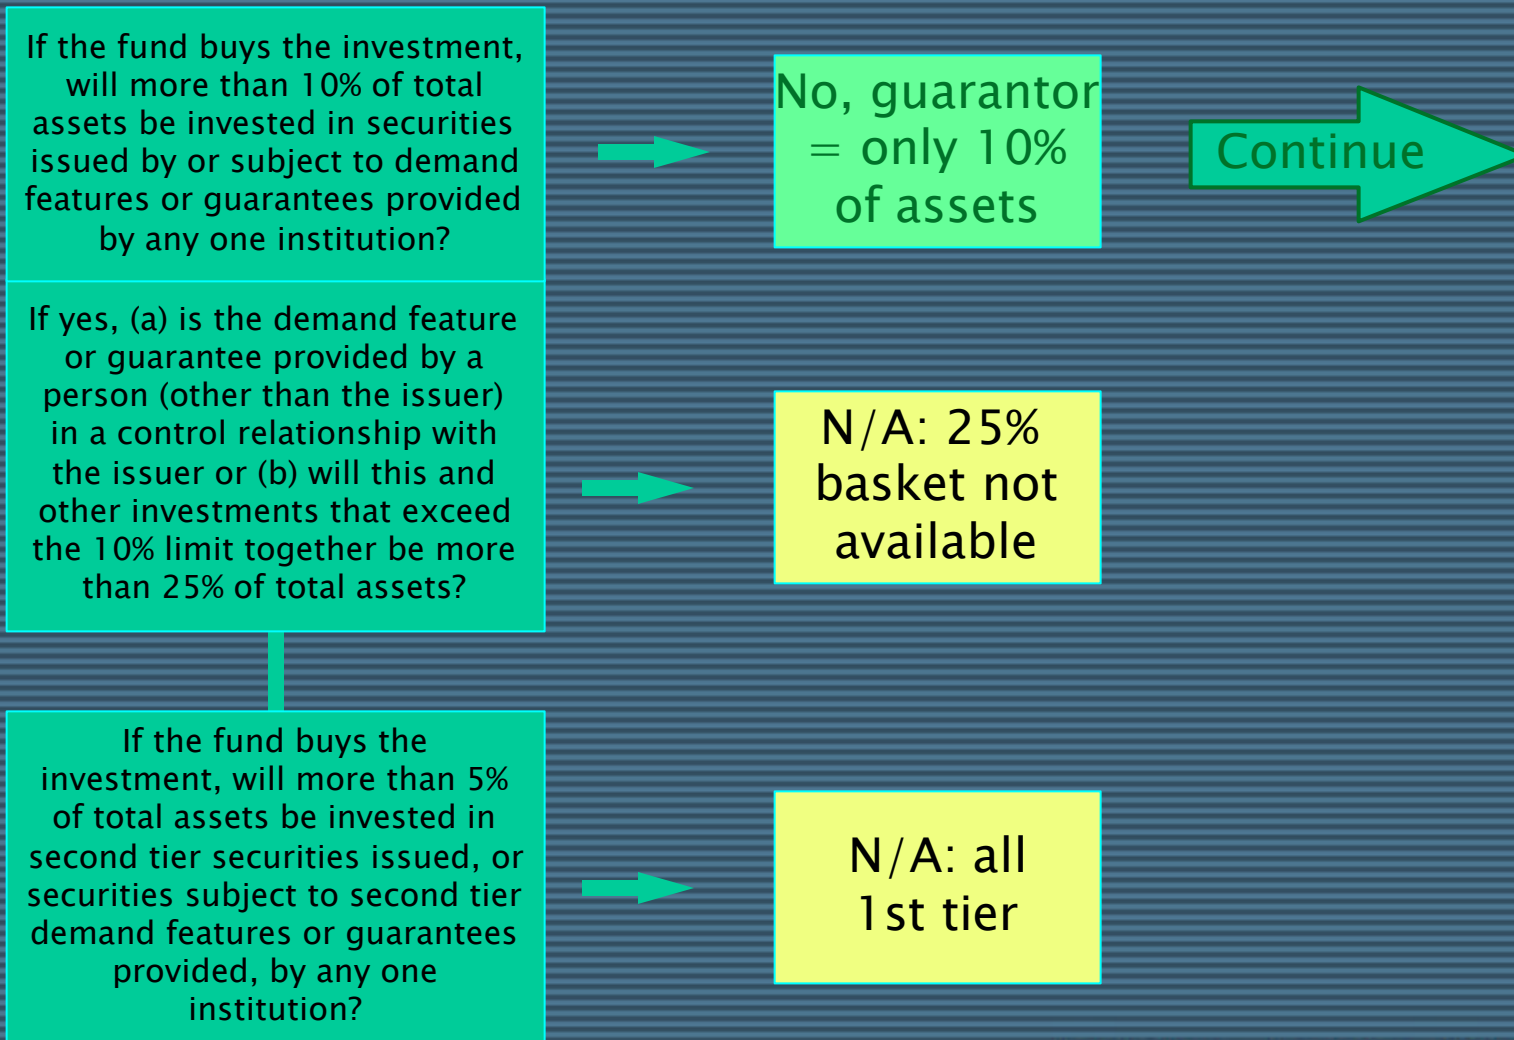 If the fund buys the investment,
will more than 10% of total
assets be invested in securities
issued by or subject to demand
features or guarantees provided
by any one institution?
No, guarantor
= only 10%
of assets
Continue
If yes, (a) is the demand feature
or guarantee provided by a
person (other than the issuer)
in a control relationship with
the issuer or (b) will this and
other investments that exceed
the 10% limit together be more
than 25% of total assets?
N/A: 25%
basket not
available
If the fund buys the
investment, will more than 5%
of total assets be invested in
second tier securities issued, or
securities subject to second tier
demand features or guarantees
provided, by any one
institution?
N/A: all
1st tier